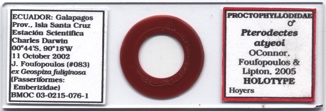 ECUADOR: Galapagos
Prov., Isla Santa Cruz
Estación Scientifica
Charles Darwin
00°44'S, 90°18'W
11 October 2002
J. Foufopoulos (#083)
ex Geospiza fuliginosa
(Passeriformes:
Embertzidae)
BMOC 03-0215-076-1
PROCTOPHYLLODIDAE
♂
Pterodectes
atyeoi
OConnor,
Foufopoulos &
Lipton, 2005
HOLOTYPE
Hoyers